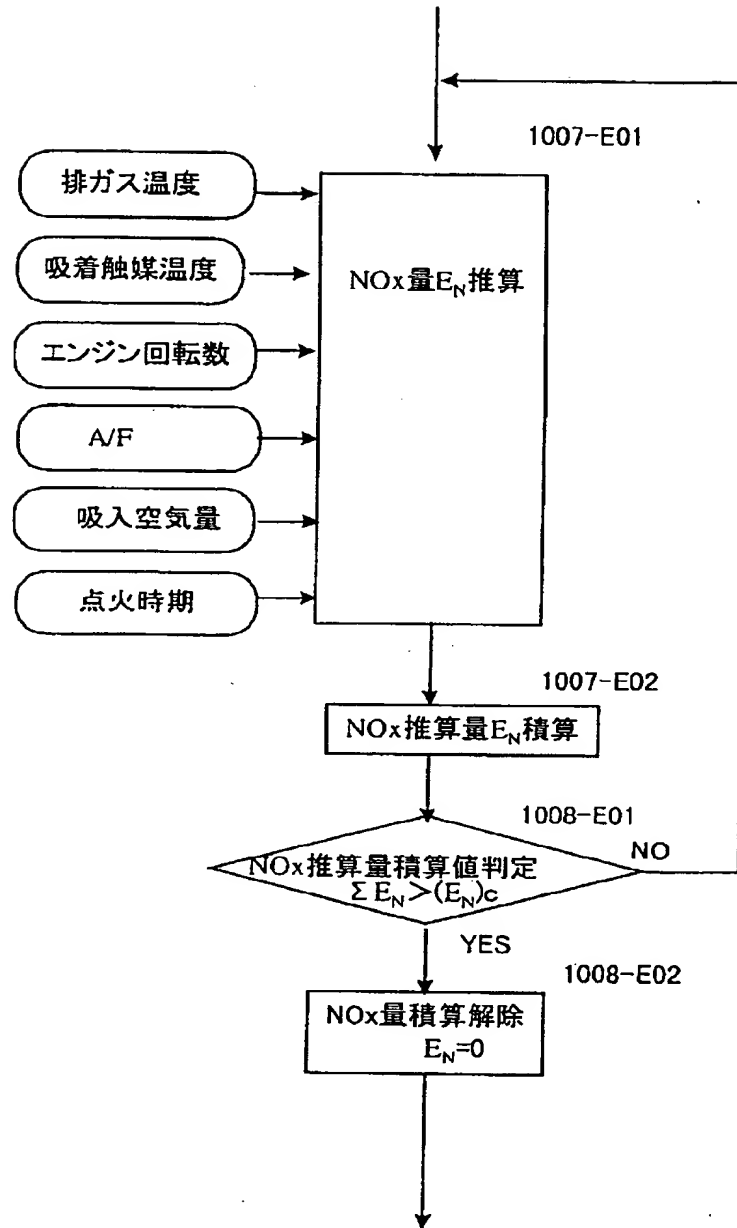 1007-E01
排ガス温度
吸着触媒温度
NOx量E_N推算
エンジン回転数
A/F
吸入空気量
点火時期
1007-E02
NOx推算量E_N積算
1008-E01
NO
NOx推算量積算値判定
Σ E_N>(E_N)c
YES
1008-E02
NOx量積算解除
E_N=0